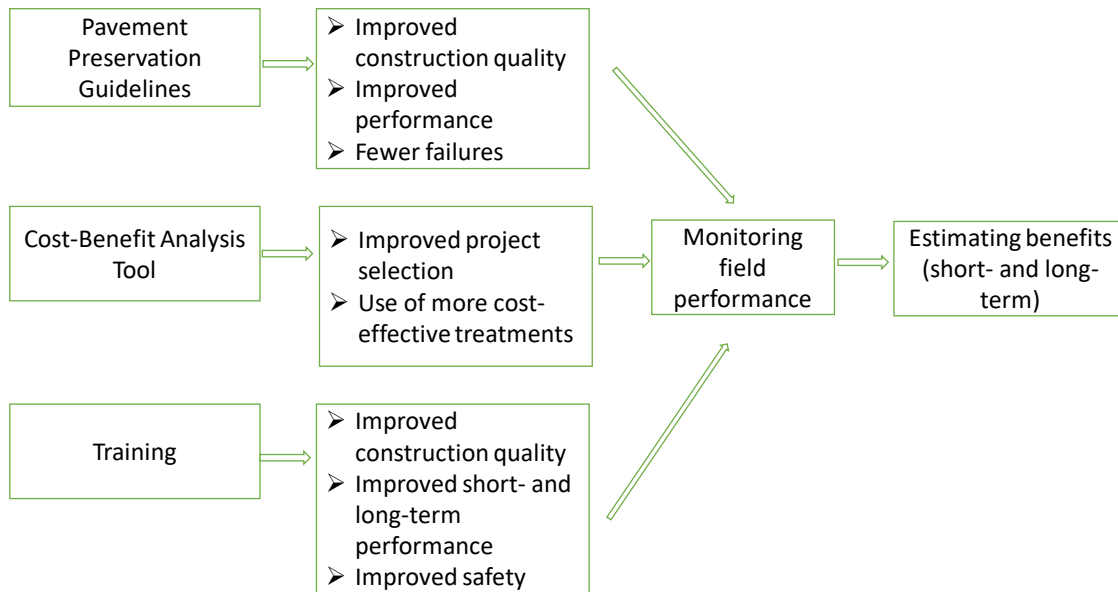 Pavement
Preservation
Guidelines
➢ Improved
construction quality
➢ Improved
performance
➢ Fewer failures
Cost-Benefit Analysis
Tool
➢ Improved project
selection
➢ Use of more cost-
effective treatments
Training
➢ Improved
construction quality
➢ Improved short- and
long-term
performance
➢ Improved safety
Monitoring
field
performance
Estimating benefits
(short- and long-
term)